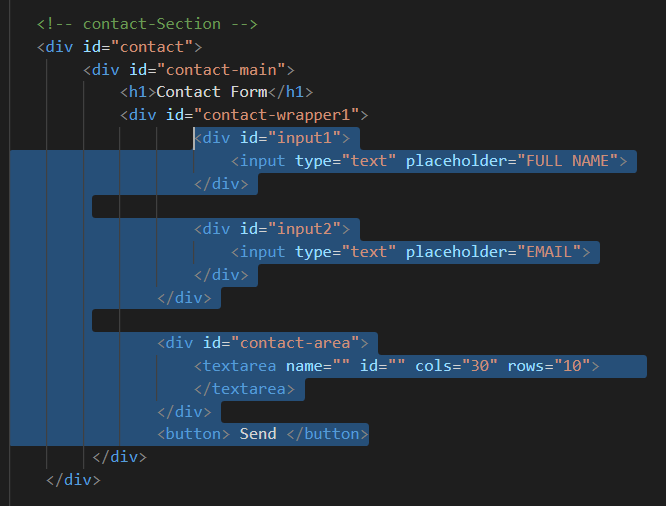 <!-- contact-Section -->
<div id="contact">
<div id="contact-main">
<h1>Contact Form</h1>
<div id="contact-wrapper1">
<div id="input1">
<input type="text" placeholder="FULL NAME">
</div>
<div id="input2">
<input type="text" placeholder="EMAIL">
</div>
</div>
<div id="contact-area">
<textarea name="" id="" cols="30" rows="10">
</textarea>
</div>
<button> Send </button>
</div>
</div>